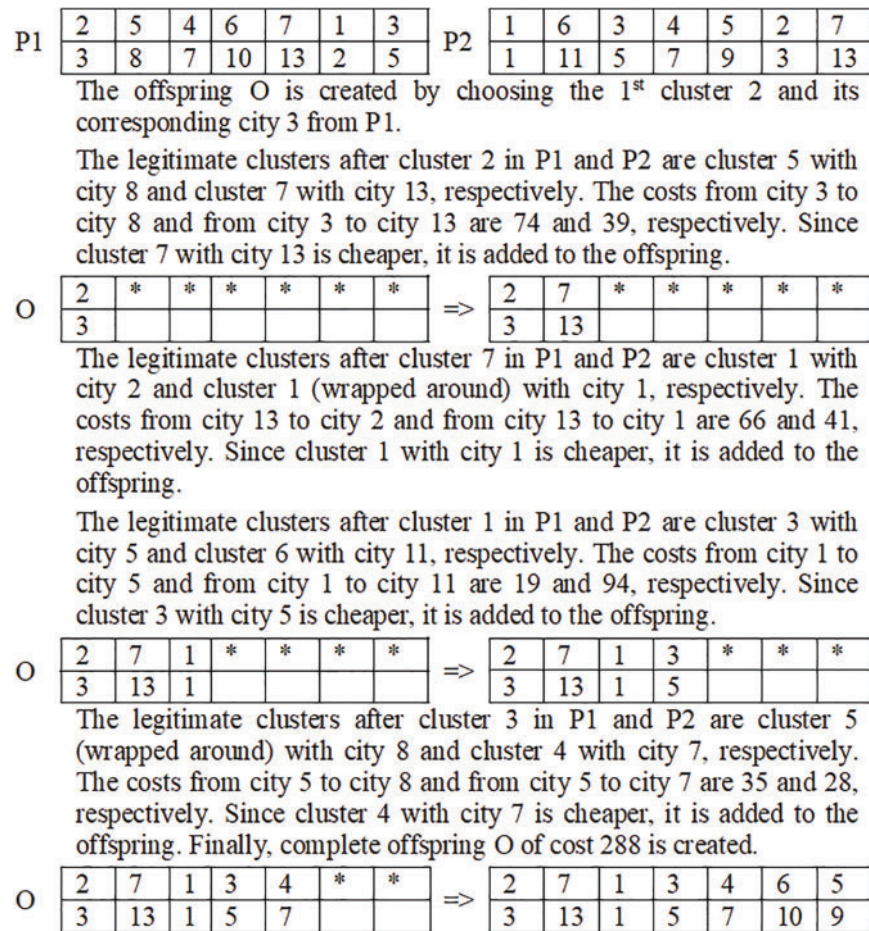 P1 2 5 4 6 7 1 3 P2 1 6 3 4 5 2 7
3 8 7 10 13 2 5 1 11 5 7 9 3 13
The offspring O is created by choosing the 1st cluster 2 and its
corresponding city 3 from P1.
The legitimate clusters after cluster 2 in P1 and P2 are cluster 5 with
city 8 and cluster 7 with city 13, respectively. The costs from city 3 to
city 8 and from city 3 to city 13 are 74 and 39, respectively. Since
cluster 7 with city 13 is cheaper, it is added to the offspring.
O 2 * * * * * * => 2 7 * * * * *
3 3 13
The legitimate clusters after cluster 7 in P1 and P2 are cluster 1 with
city 2 and cluster 1 (wrapped around) with city 1, respectively. The
costs from city 13 to city 2 and from city 13 to city 1 are 66 and 41,
respectively. Since cluster 1 with city 1 is cheaper, it is added to the
offspring.
The legitimate clusters after cluster 1 in P1 and P2 are cluster 3 with
city 5 and cluster 6 with city 11, respectively. The costs from city 1 to
city 5 and from city 1 to city 11 are 19 and 94, respectively. Since
cluster 3 with city 5 is cheaper, it is added to the offspring.
O 2 7 1 * * * * => 2 7 1 3 * * *
3 13 1 3 13 1 5
The legitimate clusters after cluster 3 in P1 and P2 are cluster 5
(wrapped around) with city 8 and cluster 4 with city 7, respectively.
The costs from city 5 to city 8 and from city 5 to city 7 are 35 and 28,
respectively. Since cluster 4 with city 7 is cheaper, it is added to the
offspring. Finally, complete offspring O of cost 288 is created.
O 2 7 1 3 4 * * => 2 7 1 3 4 6 5
3 13 1 5 7 3 13 1 5 7 10 9